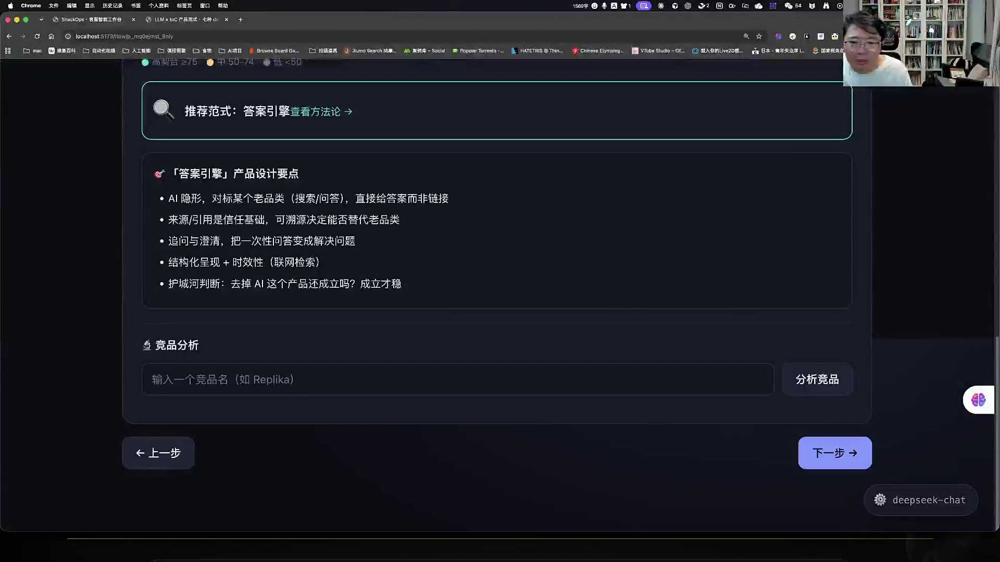 Chrome 文件 编辑 显示 历史记录 书签 个人资料 标签页 窗口 帮助 1569字 1 2 54
SnackOps · 客服智能工作台 LLM × toC 产品范式 · 七种 de
localhost:5173/flow/p_mq0ejmsl_8nly
mac 维基百科 自动化拍摄 人工智能 课程需要 食物 AI项目 Browse Board Ga... 拍摄道具 Jiumo Search 鸠摩... 案例库 – Social Popular Torrents -... HATETRIS @ Thin... Chinese Etymolog... VTube Studio – Of... 载入你的Live2D模... 日本 - 青年失业率 |... 国家税务总
高契合 ≥75 中 50–74 低 <50
推荐范式：答案引擎查看方法论 →
「答案引擎」产品设计要点
• AI 隐形，对标某个老品类（搜索/问答），直接给答案而非链接
• 来源/引用是信任基础，可溯源决定能否替代老品类
• 追问与澄清，把一次性问答变成解决问题
• 结构化呈现 + 时效性（联网检索）
• 护城河判断：去掉 AI 这个产品还成立吗？成立才稳
竞品分析
输入一个竞品名（如 Replika）
分析竞品
← 上一步
下一步 →
deepseek-chat